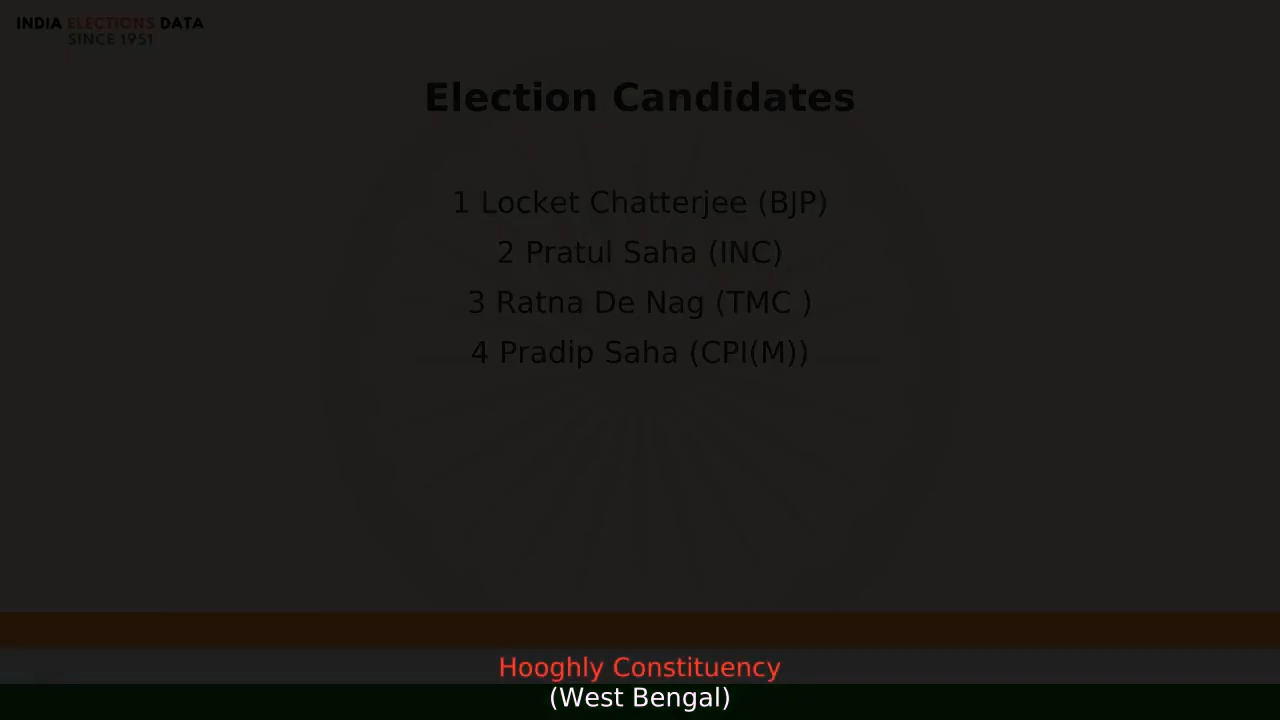 INDIA ELECTIONS DATA
SINCE 1951
Election Candidates
1 Locket Chatterjee (BJP)
2 Pratul Saha (INC)
3 Ratna De Nag (TMC )
4 Pradip Saha (CPI(M))
Hooghly Constituency
(West Bengal)